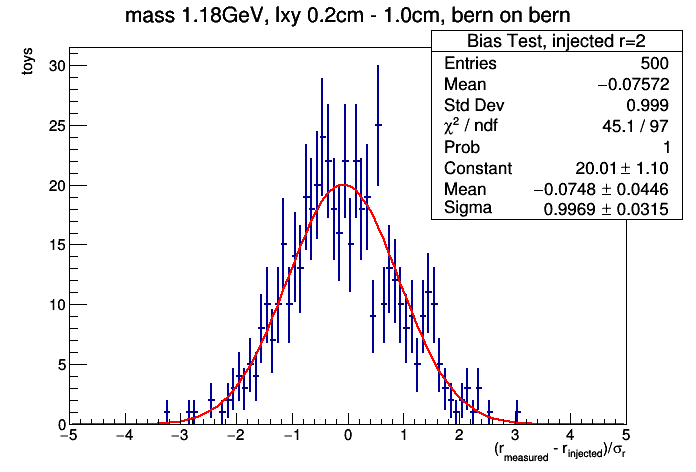 mass 1.18GeV, lxy 0.2cm - 1.0cm, bern on bern
toys
Bias Test, injected r=2
Entries 500
Mean −0.07572
Std Dev 0.999
χ² / ndf 45.1 / 97
Prob 1
Constant 20.01 ± 1.10
Mean −0.0748 ± 0.0446
Sigma 0.9969 ± 0.0315
30
25
20
15
10
5
0
−5 −4 −3 −2 −1 0 1 2 3 4 5
(r_measured - r_injected)/σ_r